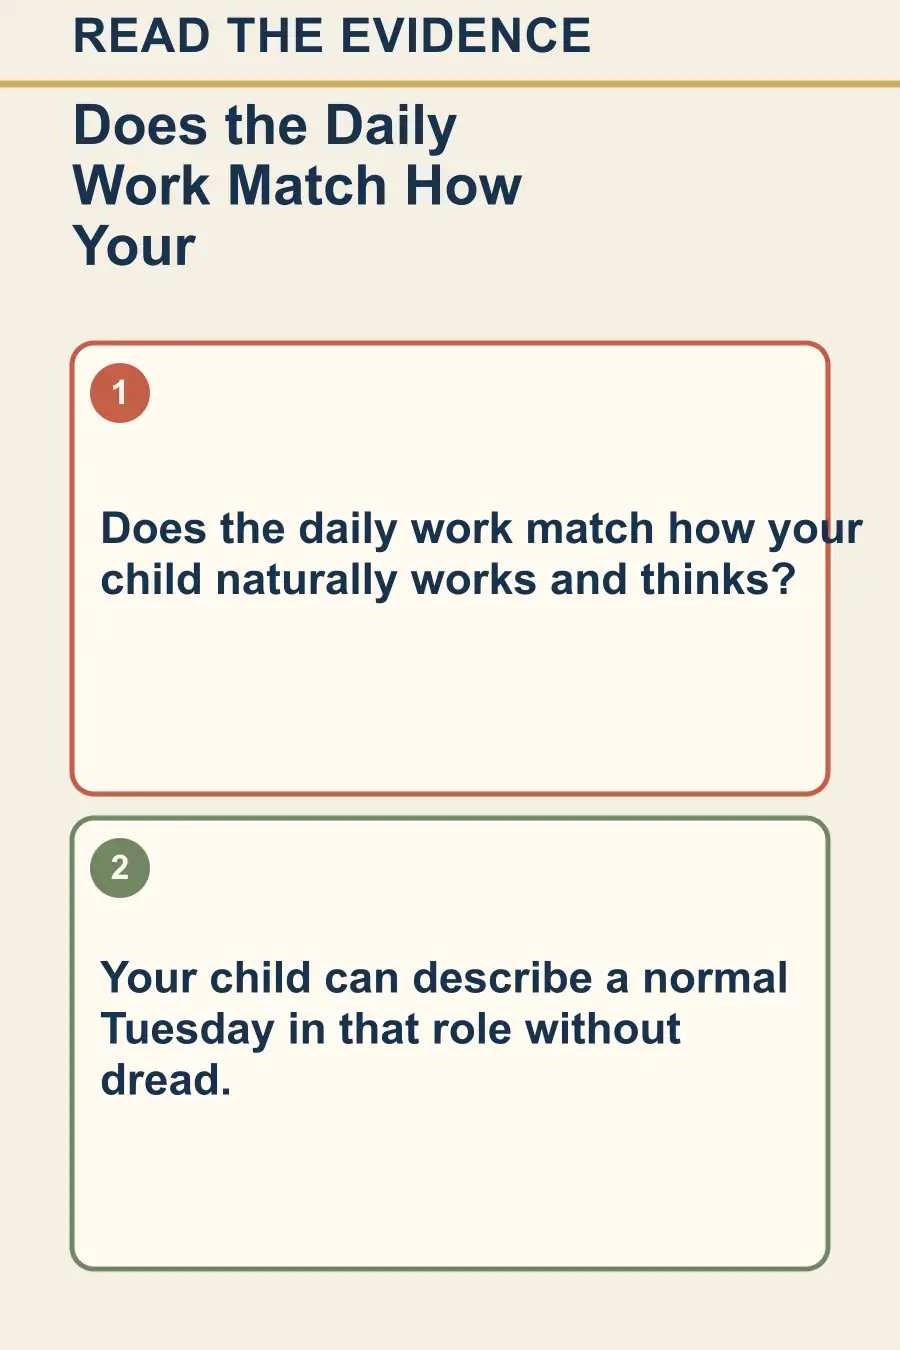 READ THE EVIDENCE
Does the Daily
Work Match How
Your
1
Does the daily work match how your
child naturally works and thinks?
2
Your child can describe a normal
Tuesday in that role without
dread.